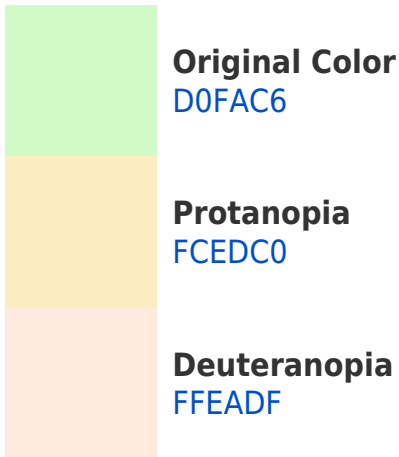 Original Color
D0FAC6
Protanopia
FCEDC0
Deuteranopia
FFEADF